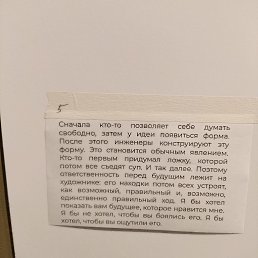 5
Сначала кто-то позволяет себе думать
свободно, затем у идеи появиться форма.
После этого инженеры конструируют эту
форму. Это становится обычным явлением.
Кто-то первым придумал ложку, которой
потом все съедят суп. И так далее. Поэтому
ответственность перед будущим лежит на
художнике: его находки потом всех устроят,
как возможный, правильный и, возможно,
единственно правильный ход. Я бы хотел
показать вам будущее, которое нравится мне.
Я бы не хотел, чтобы вы боялись его. Я бы
хотел, чтобы вы ощутили его.